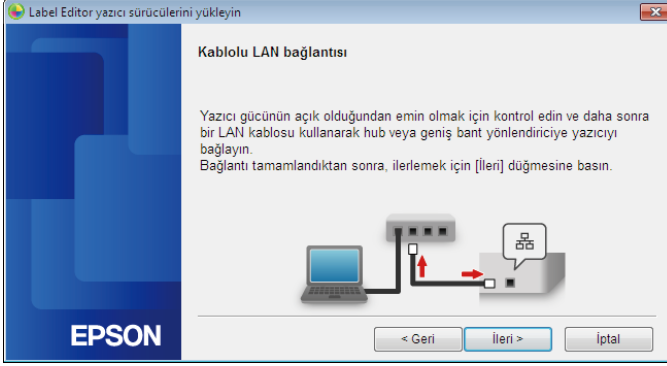 Label Editor yazıcı sürücülerini yükleyin
Kablolu LAN bağlantısı
Yazıcı gücünün açık olduğundan emin olmak için kontrol edin ve daha sonra
bir LAN kablosu kullanarak hub veya geniş bant yönlendiriciye yazıcıyı
bağlayın.
Bağlantı tamamlandıktan sonra, ilerlemek için [İleri] düğmesine basın.
EPSON
< Geri
İleri >
İptal